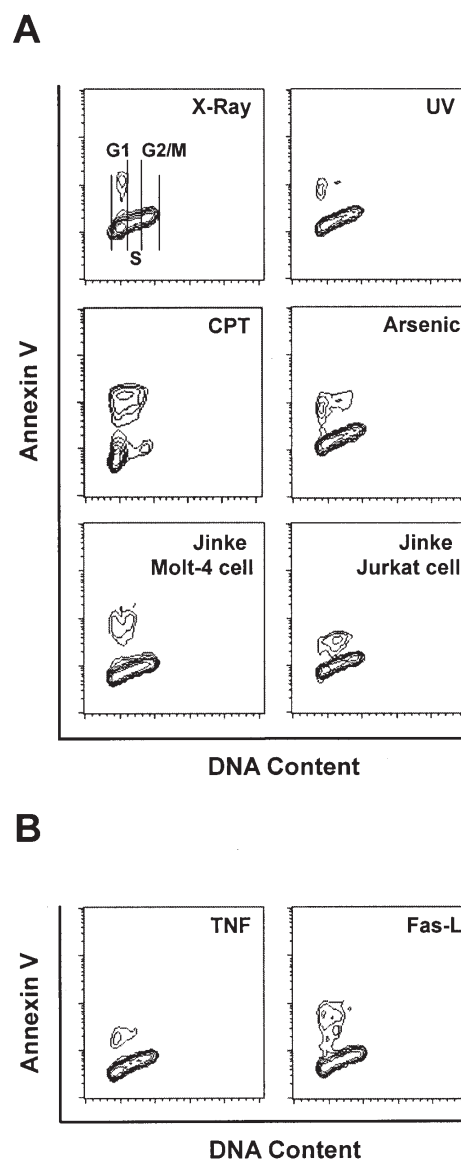 A
X-Ray
UV
G1 G2/M
S
CPT
Arsenic
Annexin V
Jinke
Molt-4 cell
Jinke
Jurkat cell
DNA Content
B
TNF
Fas-L
Annexin V
DNA Content